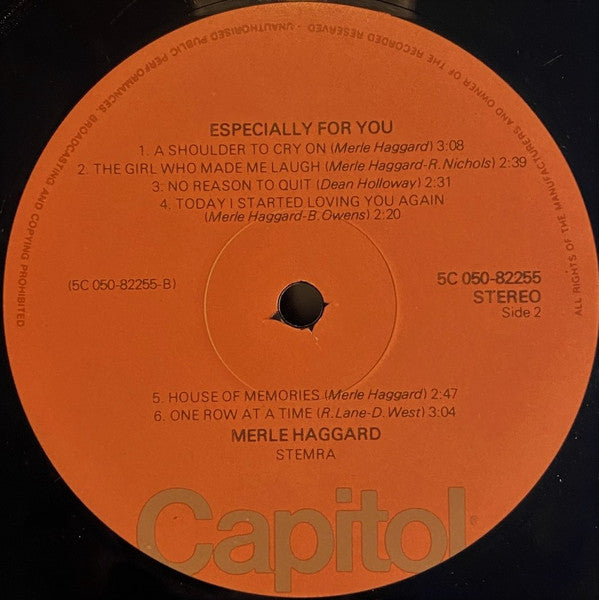 ALL RIGHTS OF THE MANUFACTURERS AND OWNER OF THE RECORDED RESERVED - UNAUTHORISED PUBLIC PERFORMANCES, BROADCASTING AND COPYING PROHIBITED
ESPECIALLY FOR YOU
1. A SHOULDER TO CRY ON (Merle Haggard) 3:08
2. THE GIRL WHO MADE ME LAUGH (Merle Haggard-R. Nichols) 2:39
3. NO REASON TO QUIT (Dean Holloway) 2:31
4. TODAY I STARTED LOVING YOU AGAIN
(Merle Haggard-B. Owens) 2:20
(5C 050-82255-B)
5C 050-82255
STEREO
Side 2
5. HOUSE OF MEMORIES (Merle Haggard) 2:47
6. ONE ROW AT A TIME (R. Lane-D. West) 3:04
MERLE HAGGARD
STEMRA
Capitol®